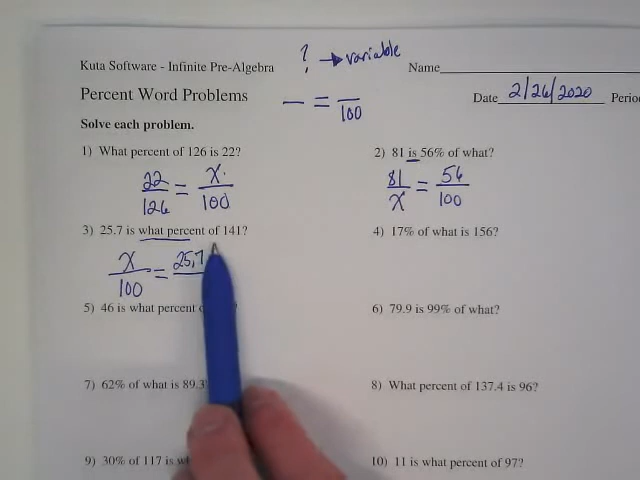 ? → variable
Kuta Software - Infinite Pre-Algebra
Name
Percent Word Problems
— = — 100
Date 2/26/2020 Perio
Solve each problem.
1) What percent of 126 is 22?
22/126 = x/100
2) 81 is 56% of what?
81/x = 56/100
3) 25.7 is what percent of 141?
x/100 = 25.7
4) 17% of what is 156?
5) 46 is what percent
6) 79.9 is 99% of what?
7) 62% of what is 89.3
8) What percent of 137.4 is 96?
9) 30% of 117 is
10) 11 is what percent of 97?